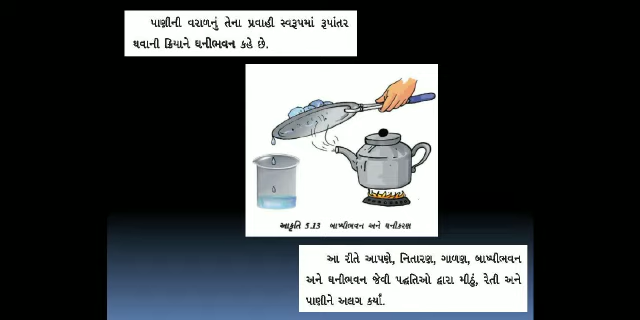 પાણીની વરાળનું તેના પ્રવાહી સ્વરૂપમાં રૂપાંતર
થવાની ક્રિયાને ઘનીભવન કહે છે.
આકૃતિ 5.13 બાષ્પીભવન અને ઘનીકરણ
આ રીતે આપણે, નિતારણ, ગાળણ, બાષ્પીભવન
અને ઘનીભવન જેવી પદ્ધતિઓ દ્વારા મીઠું, રેતી અને
પાણીને અલગ કર્યાં.